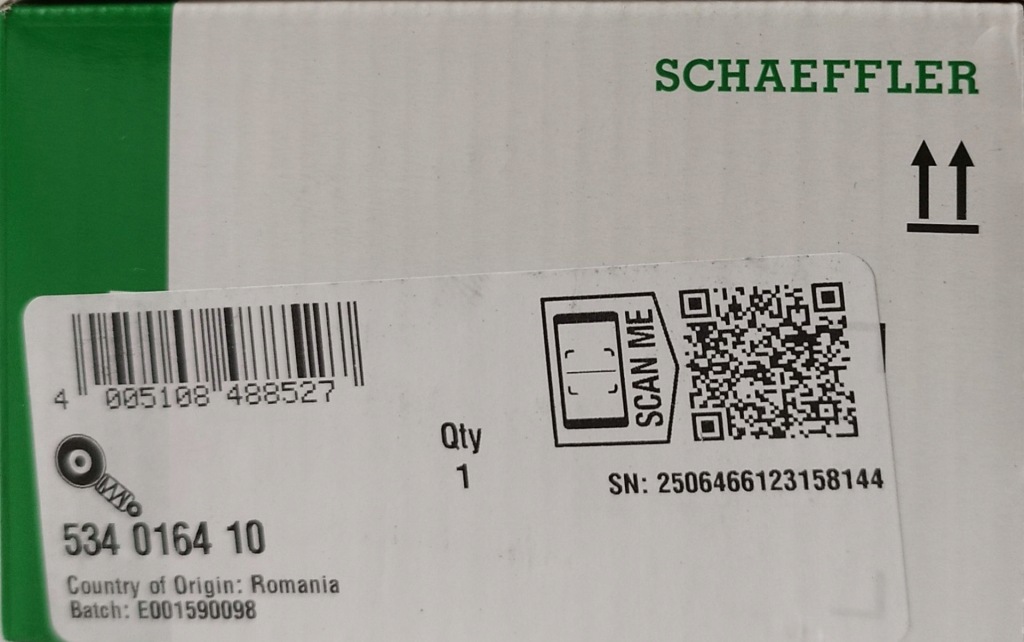 SCHAEFFLER
4 005108 488527
SCAN ME
Qty
1
SN: 2506466123158144
534 0164 10
Country of Origin: Romania
Batch: E001590098